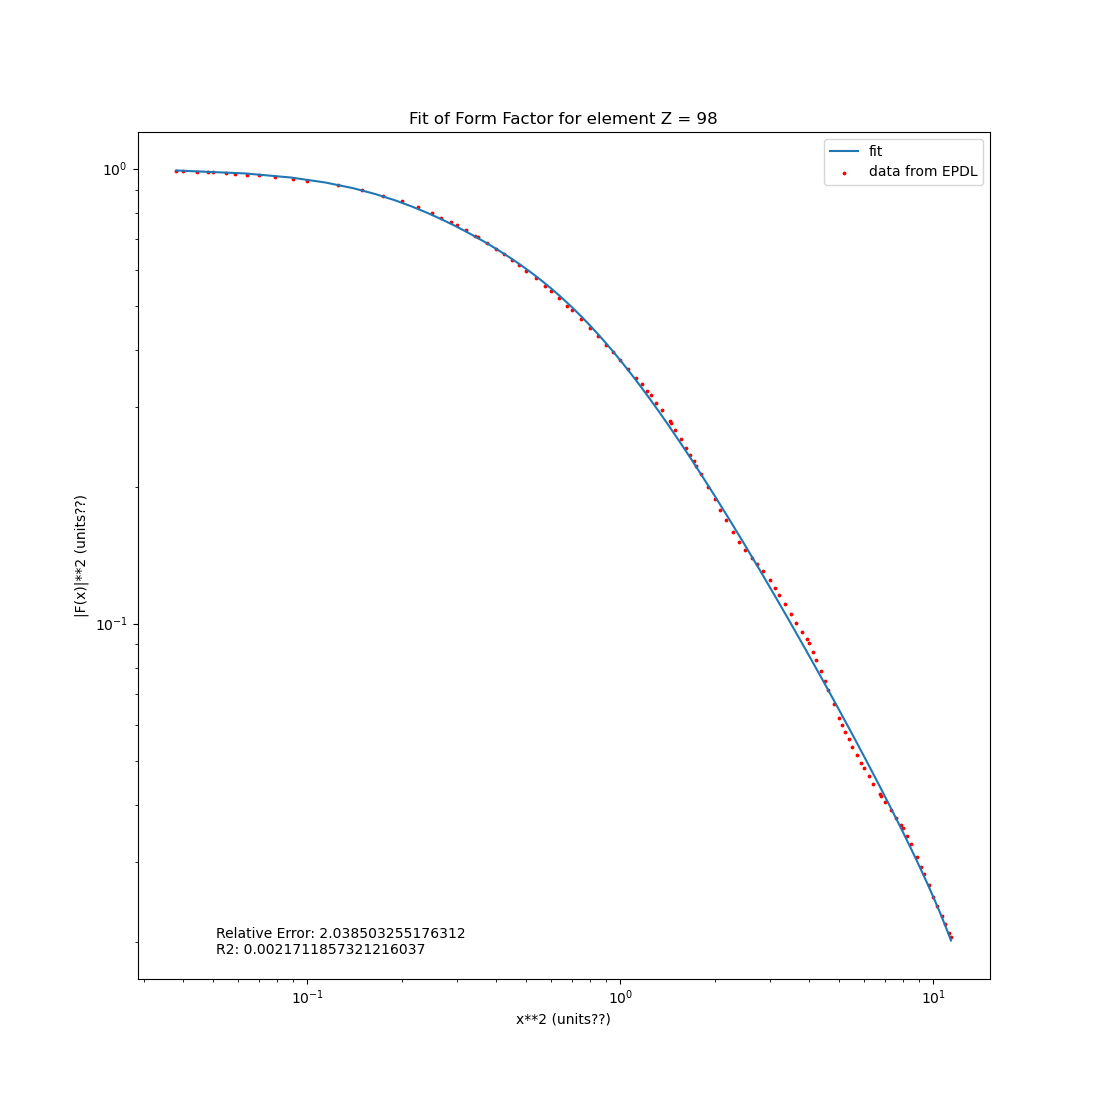 Fit of Form Factor for element Z = 98
fit
data from EPDL
10⁰
10⁻¹
|F(x)|**2 (units??)
Relative Error: 2.038503255176312
R2: 0.0021711857321216037
10⁻¹
10⁰
10¹
x**2 (units??)